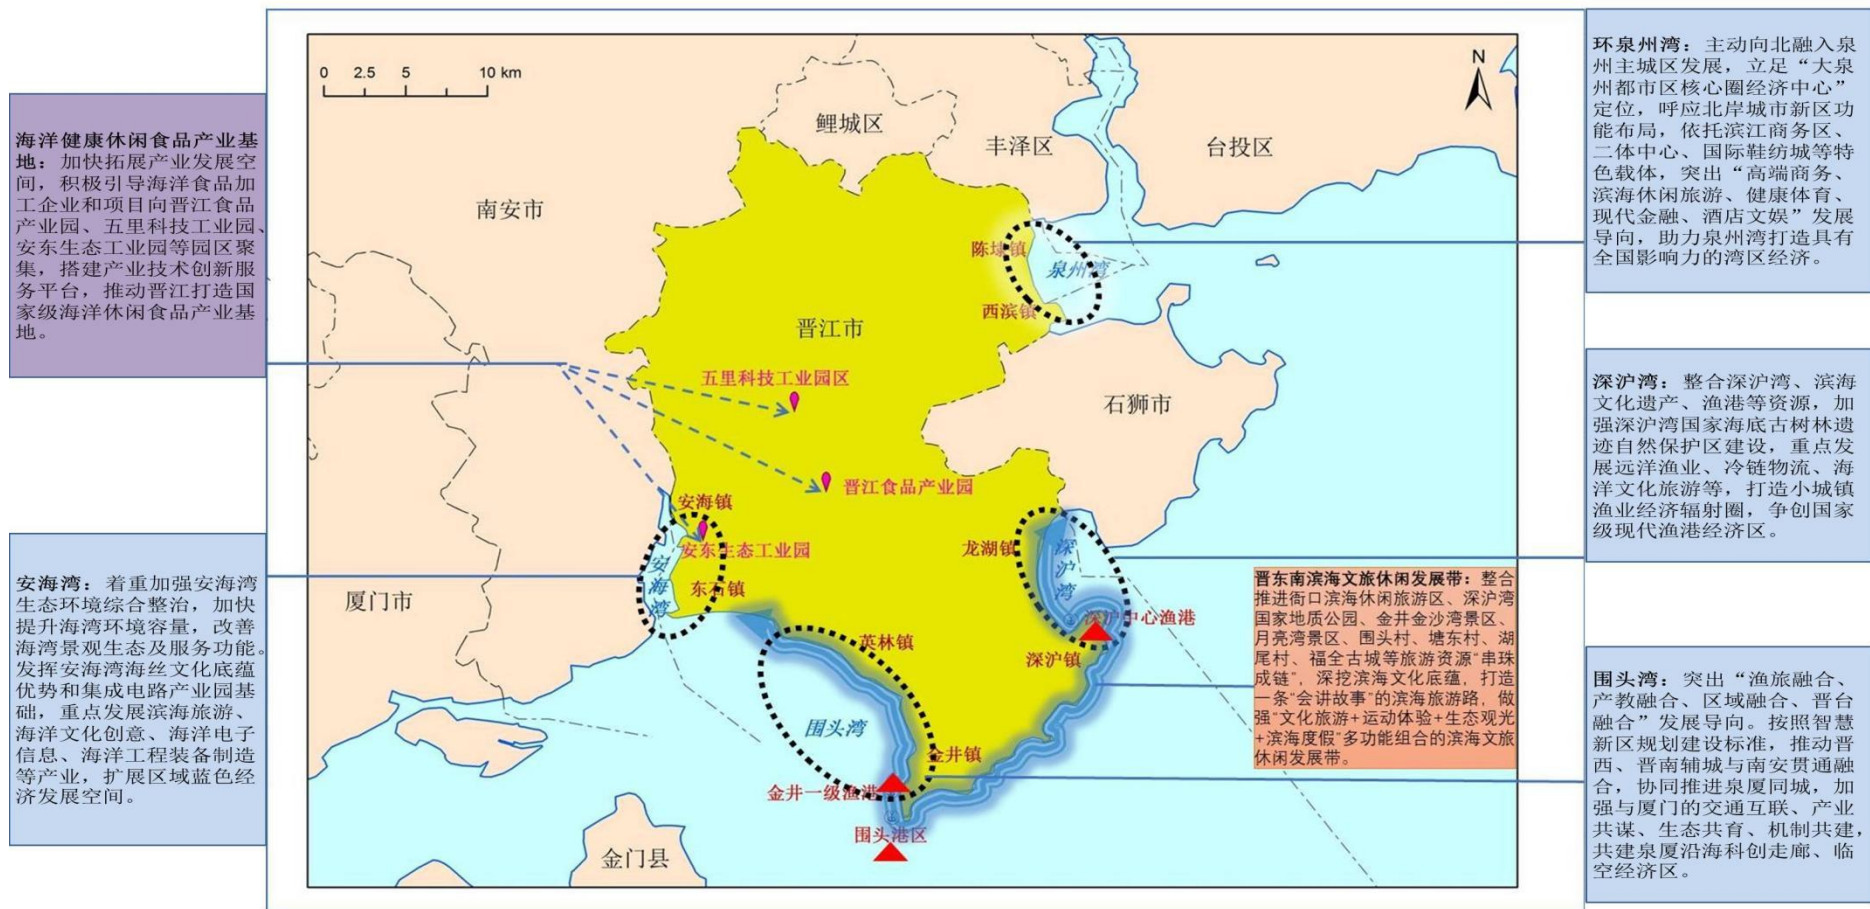 海洋健康休闲食品产业基
地：加快拓展产业发展空
间，积极引导海洋食品加
工企业和项目向晋江食品
产业园、五里科技工业园、
安东生态工业园等园区聚
集，搭建产业技术创新服
务平台，推动晋江打造国
家级海洋休闲食品产业基
地。
安海湾：着重加强安海湾
生态环境综合整治，加快
提升海湾环境容量，改善
海湾景观生态及服务功能。
发挥安海湾海丝文化底蕴
优势和集成电路产业园基
础，重点发展滨海旅游、
海洋文化创意、海洋电子
信息、海洋工程装备制造
等产业，扩展区域蓝色经
济发展空间。
0 2.5 5 10 km
N
鲤城区
丰泽区
台投区
南安市
陈埭镇
泉州湾
西滨镇
晋江市
五里科技工业园区
石狮市
晋江食品产业园
安海镇
安东生态工业园
龙湖镇
深沪湾
安海湾
东石镇
厦门市
深沪中心渔港
英林镇
深沪镇
围头湾
金井镇
金井一级渔港
围头港区
金门县
晋东南滨海文旅休闲发展带：整合
推进衙口滨海休闲旅游区、深沪湾
国家地质公园、金井金沙湾景区、
月亮湾景区、围头村、塘东村、湖
尾村、福全古城等旅游资源“串珠
成链”，深挖滨海文化底蕴，打造
一条“会讲故事”的滨海旅游路，做
强“文化旅游+运动体验+生态观光
+滨海度假”多功能组合的滨海文旅
休闲发展带。
环泉州湾：主动向北融入泉
州主城区发展，立足“大泉
州都市区核心圈经济中心”
定位，呼应北岸城市新区功
能布局，依托滨江商务区、
二体中心、国际鞋纺城等特
色载体，突出“高端商务、
滨海休闲旅游、健康体育、
现代金融、酒店文娱”发展
导向，助力泉州湾打造具有
全国影响力的湾区经济。
深沪湾：整合深沪湾、滨海
文化遗产、渔港等资源，加
强深沪湾国家海底古树林遗
迹自然保护区建设，重点发
展远洋渔业、冷链物流、海
洋文化旅游等，打造小城镇
渔业经济辐射圈，争创国家
级现代渔港经济区。
围头湾：突出“渔旅融合、
产教融合、区域融合、晋台
融合”发展导向。按照智慧
新区规划建设标准，推动晋
西、晋南辅城与南安贯通融
合，协同推进泉厦同城，加
强与厦门的交通互联、产业
共谋、生态共育、机制共建，
共建泉厦沿海科创走廊、临
空经济区。